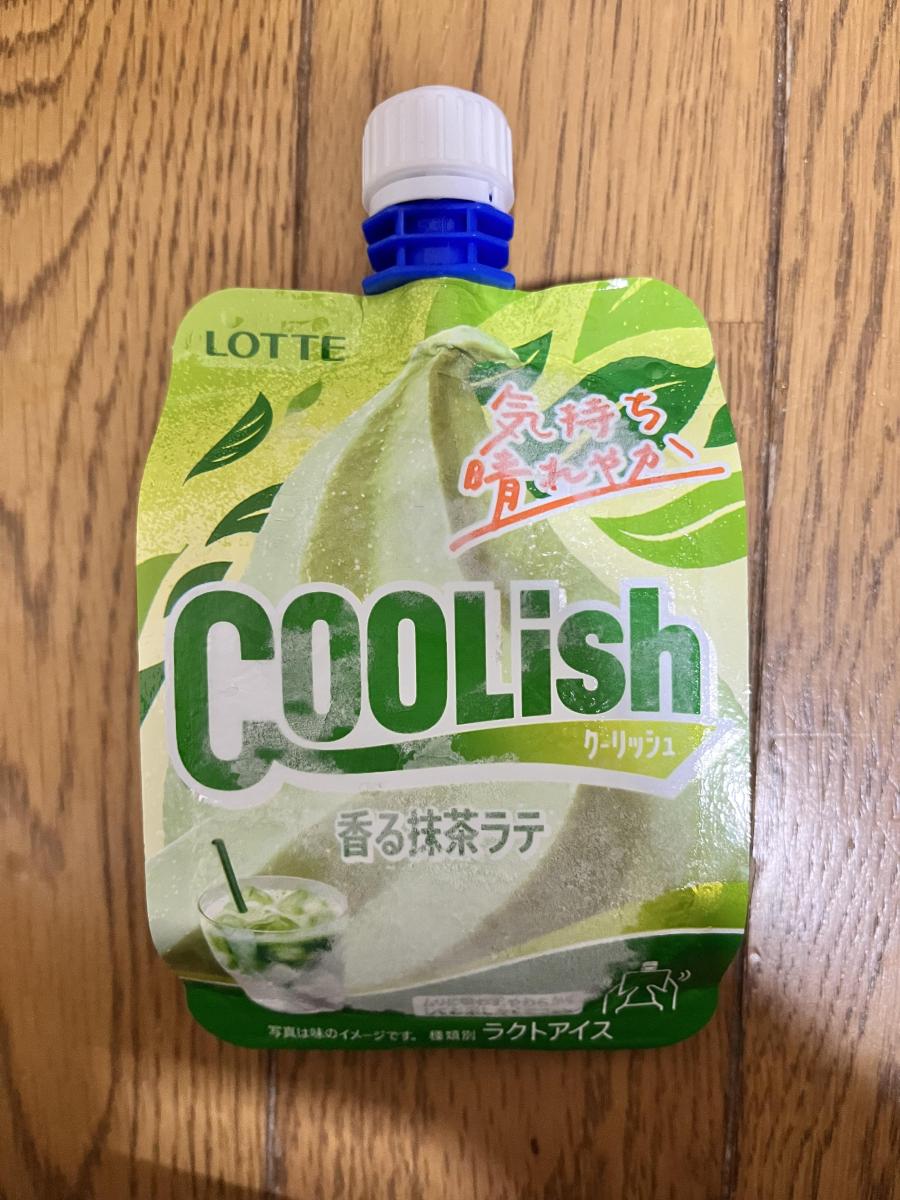 LOTTE
気持ち
晴れやか
COOLish
クーリッシュ
香る抹茶ラテ
写真は味のイメージです。 種類別 ラクトアイス